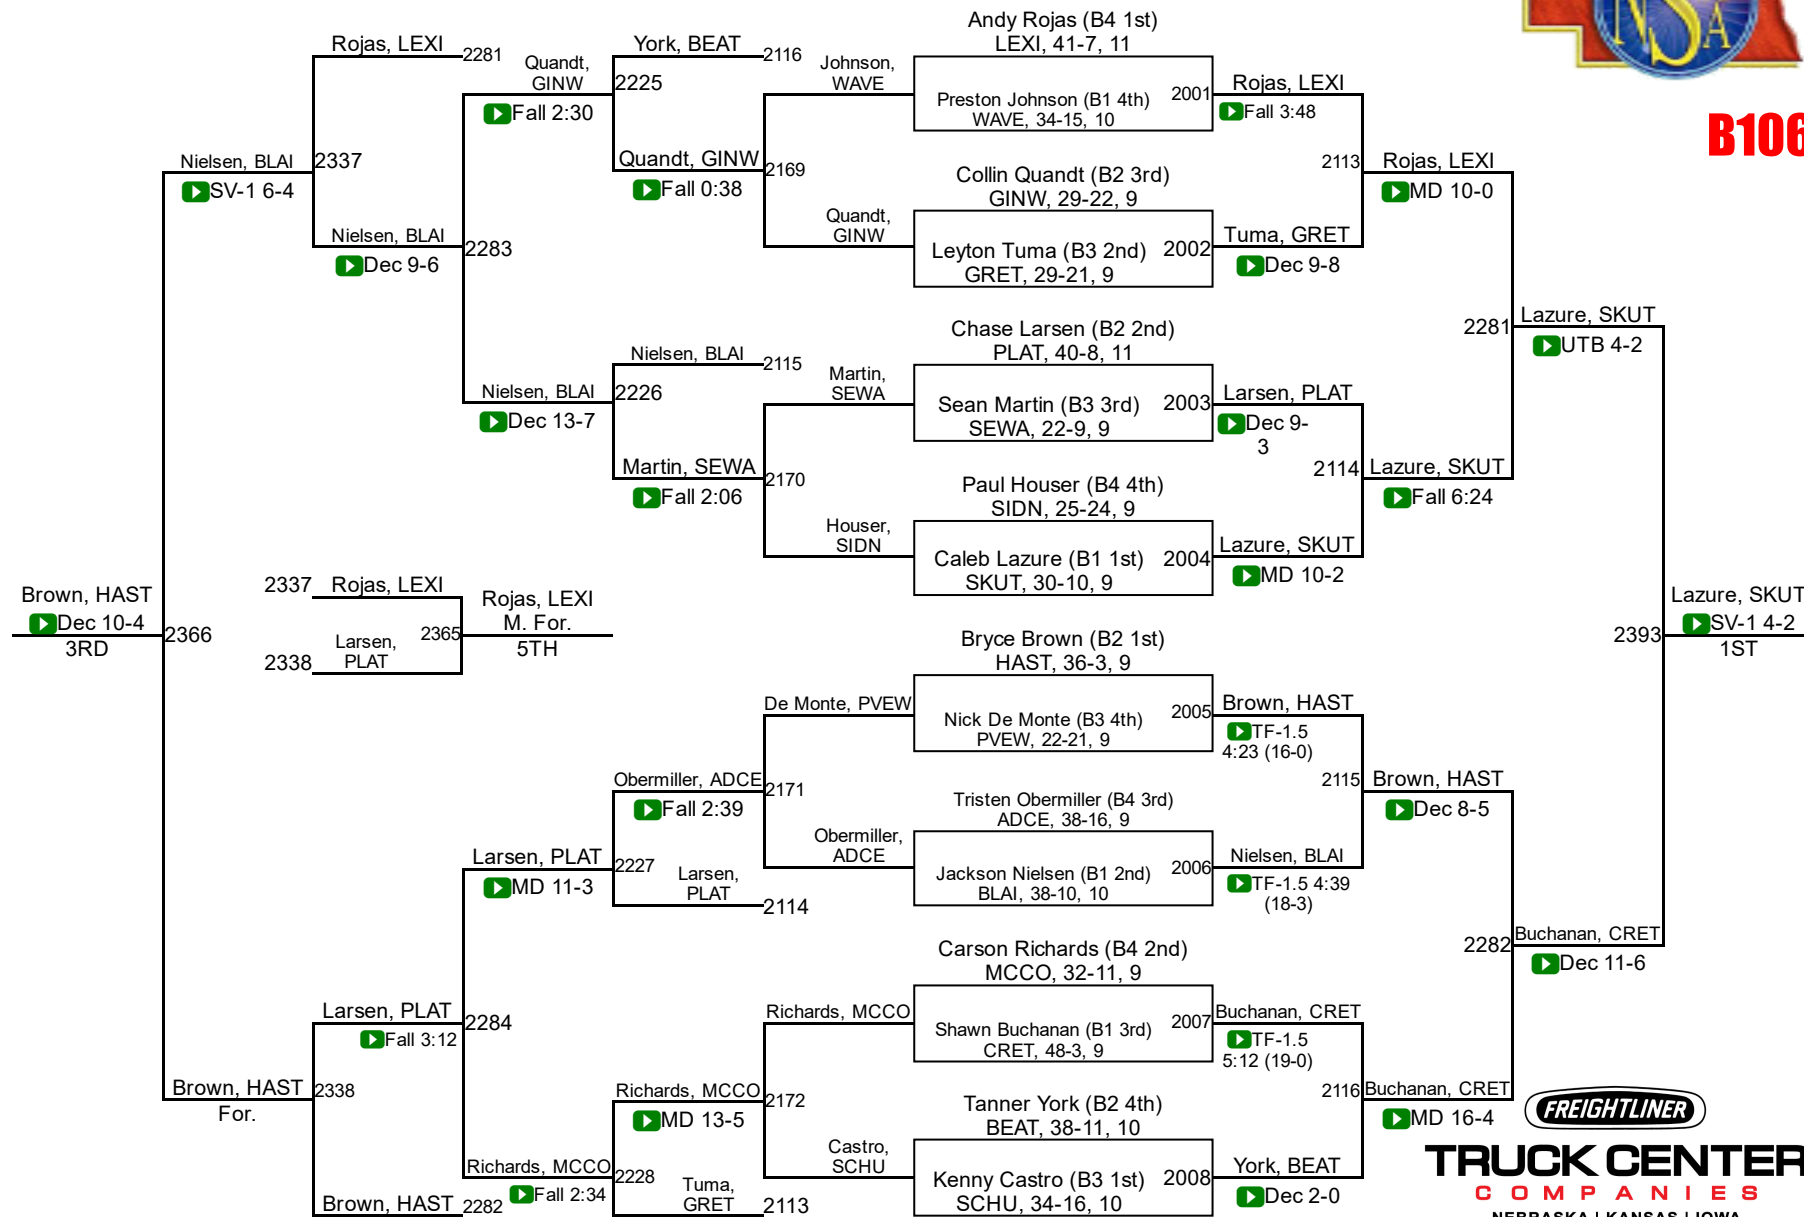 Andy Rojas (B4 1st)
LEXI, 41-7, 11
Rojas, LEXI
2281
York, BEAT
2116
Quandt,
GINW
2225
Fall 2:30
Johnson,
WAVE
Preston Johnson (B1 4th)
WAVE, 34-15, 10
2001
Rojas, LEXI
Fall 3:48
NSA
B106
Nielsen, BLAI
2337
SV-1 6-4
Quandt, GINW
2169
Fall 0:38
Collin Quandt (B2 3rd)
GINW, 29-22, 9
2113
Rojas, LEXI
MD 10-0
Nielsen, BLAI
2283
Dec 9-6
Quandt,
GINW
Leyton Tuma (B3 2nd)
GRET, 29-21, 9
2002
Tuma, GRET
Dec 9-8
Chase Larsen (B2 2nd)
PLAT, 40-8, 11
2281
Lazure, SKUT
UTB 4-2
Nielsen, BLAI
2115
Nielsen, BLAI
2226
Dec 13-7
Martin,
SEWA
Sean Martin (B3 3rd)
SEWA, 22-9, 9
2003
Larsen, PLAT
Dec 9-
3
Martin, SEWA
2170
Fall 2:06
Paul Houser (B4 4th)
SIDN, 25-24, 9
2114
Lazure, SKUT
Fall 6:24
Houser,
SIDN
Caleb Lazure (B1 1st)
SKUT, 30-10, 9
2004
Lazure, SKUT
MD 10-2
Brown, HAST
Dec 10-4
3RD
2366
2337
Rojas, LEXI
Larsen,
PLAT
2338
2365
Rojas, LEXI
M. For.
5TH
2393
Lazure, SKUT
SV-1 4-2
1ST
Bryce Brown (B2 1st)
HAST, 36-3, 9
De Monte, PVEW
Nick De Monte (B3 4th)
PVEW, 22-21, 9
2005
Brown, HAST
TF-1.5
4:23 (16-0)
Obermiller, ADCE
2171
Fall 2:39
Tristen Obermiller (B4 3rd)
ADCE, 38-16, 9
2115
Brown, HAST
Dec 8-5
Larsen, PLAT
2227
MD 11-3
Larsen,
PLAT
2114
Obermiller,
ADCE
Jackson Nielsen (B1 2nd)
BLAI, 38-10, 10
2006
Nielsen, BLAI
TF-1.5 4:39
(18-3)
Carson Richards (B4 2nd)
MCCO, 32-11, 9
2282
Buchanan, CRET
Dec 11-6
Larsen, PLAT
2284
Fall 3:12
Richards, MCCO
Shawn Buchanan (B1 3rd)
CRET, 48-3, 9
2007
Buchanan, CRET
TF-1.5
5:12 (19-0)
Brown, HAST
2338
For.
Richards, MCCO
2172
MD 13-5
Tanner York (B2 4th)
BEAT, 38-11, 10
2116
Buchanan, CRET
MD 16-4
Richards, MCCO
2228
Fall 2:34
Brown, HAST
2282
Tuma,
GRET
2113
Castro,
SCHU
Kenny Castro (B3 1st)
SCHU, 34-16, 10
2008
York, BEAT
Dec 2-0
FREIGHTLINER
TRUCK CENTER
COMPANIES
NEBRASKA | KANSAS | IOWA